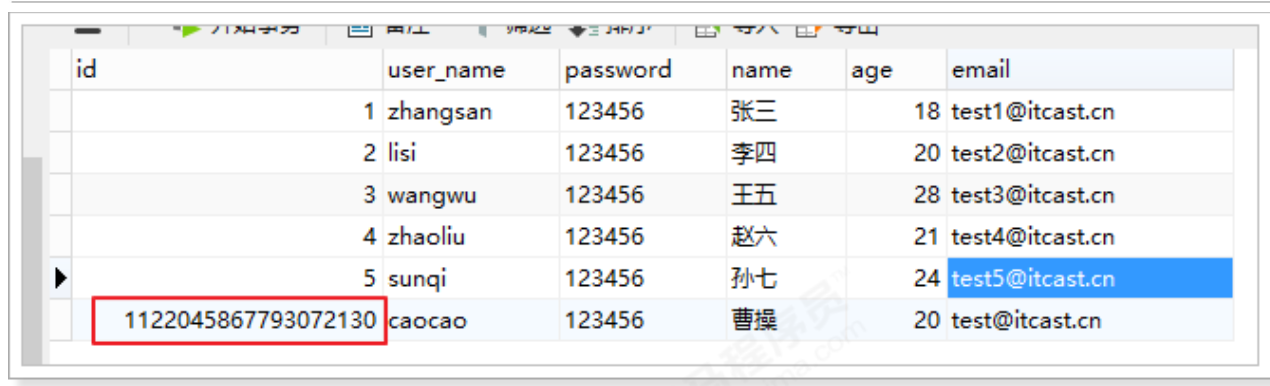 id user_name password name age email
1 zhangsan 123456 张三 18 test1@itcast.cn
2 lisi 123456 李四 20 test2@itcast.cn
3 wangwu 123456 王五 28 test3@itcast.cn
4 zhaoliu 123456 赵六 21 test4@itcast.cn
5 sunqi 123456 孙七 24 test5@itcast.cn
1122045867793072130 caocao 123456 曹操 20 test@itcast.cn